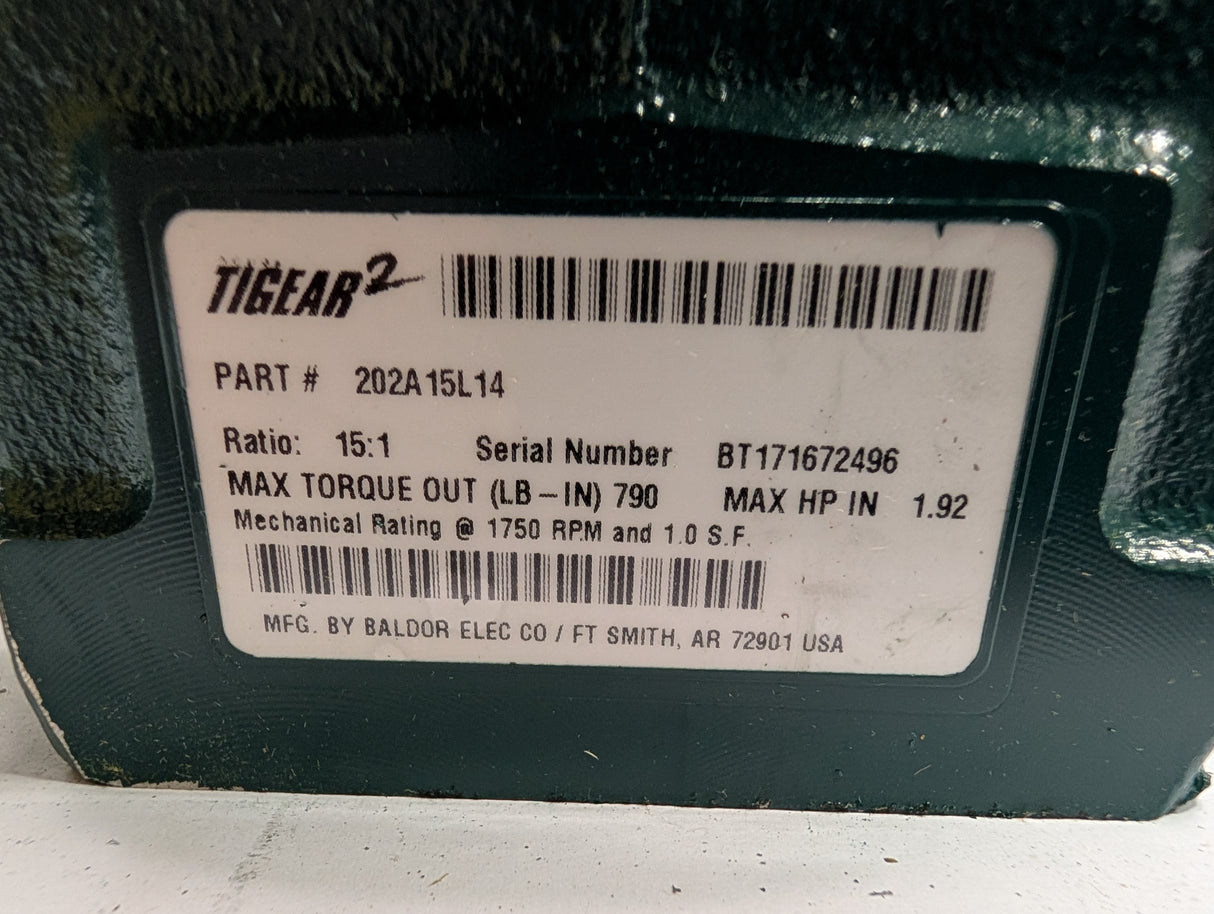 TIGEAR2
PART # 202A15L14
Ratio: 15:1 Serial Number BT171672496
MAX TORQUE OUT (LB-IN) 790 MAX HP IN 1.92
Mechanical Rating @ 1750 RPM and 1.0 S.F.
MFG. BY BALDOR ELEC CO / FT SMITH, AR 72901 USA